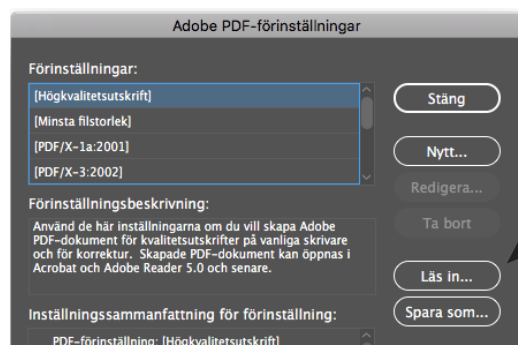 Adobe PDF-förinställningar
Förinställningar:
[Högkvalitetsutskrift]
[Minsta filstorlek]
[PDF/X-1a:2001]
[PDF/X-3:2002]
Stäng
Nytt...
Redigera...
Ta bort
Läs in...
Spara som...
Förinställningsbeskrivning:
Använd de här inställningarna om du vill skapa Adobe
PDF-dokument för kvalitetsutskrifter på vanliga skrivare
och för korrektur. Skapade PDF-dokument kan öppnas i
Acrobat och Adobe Reader 5.0 och senare.
Inställningssammanfattning för förinställning:
PDF-förinställning: [Högkvalitetsutskrift]